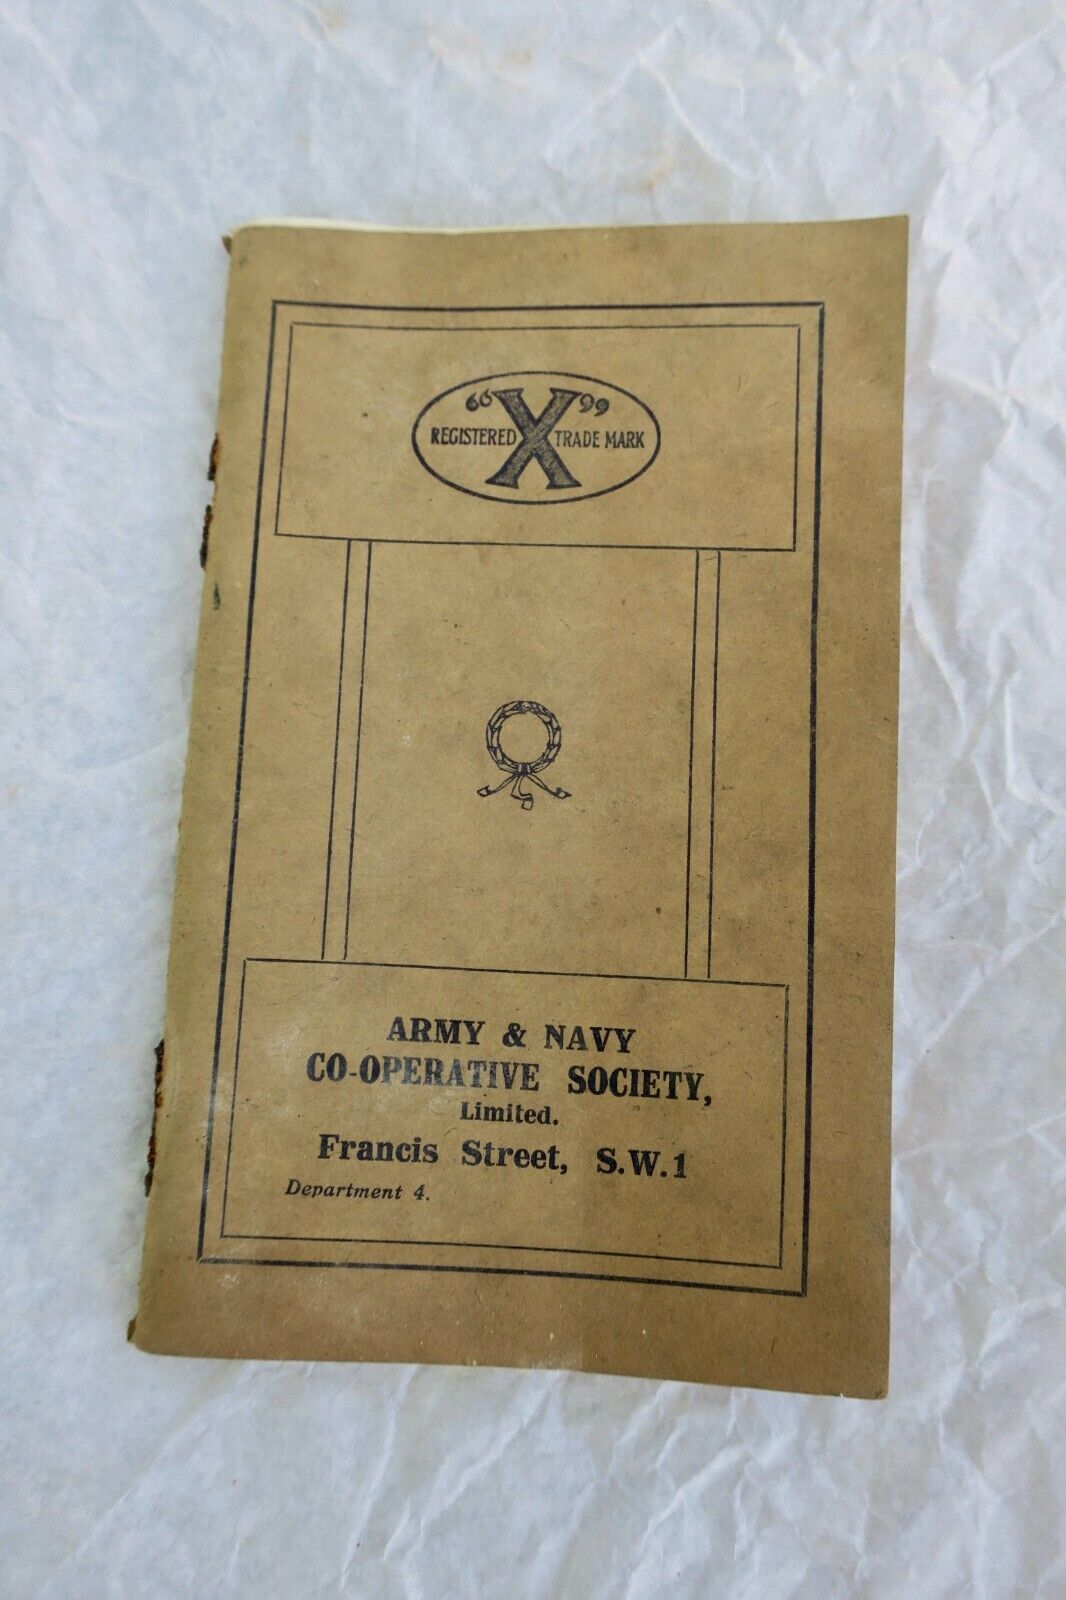 “X”
REGISTERED TRADE MARK
ARMY & NAVY
CO-OPERATIVE SOCIETY,
Limited.
Francis Street, S.W.1
Department 4.